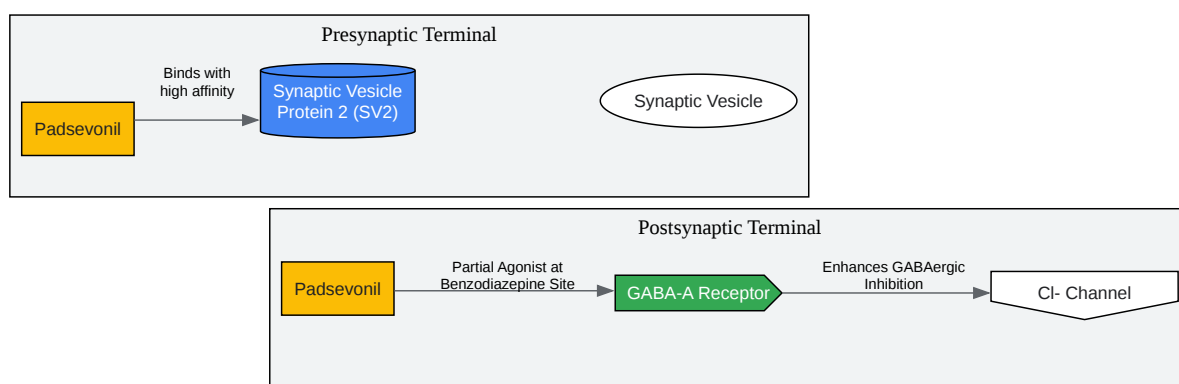 Presynaptic Terminal
Binds with
high affinity
Padsevonil
Synaptic Vesicle
Protein 2 (SV2)
Synaptic Vesicle
Postsynaptic Terminal
Padsevonil
Partial Agonist at
Benzodiazepine Site
GABA-A Receptor
Enhances GABAergic
Inhibition
Cl- Channel